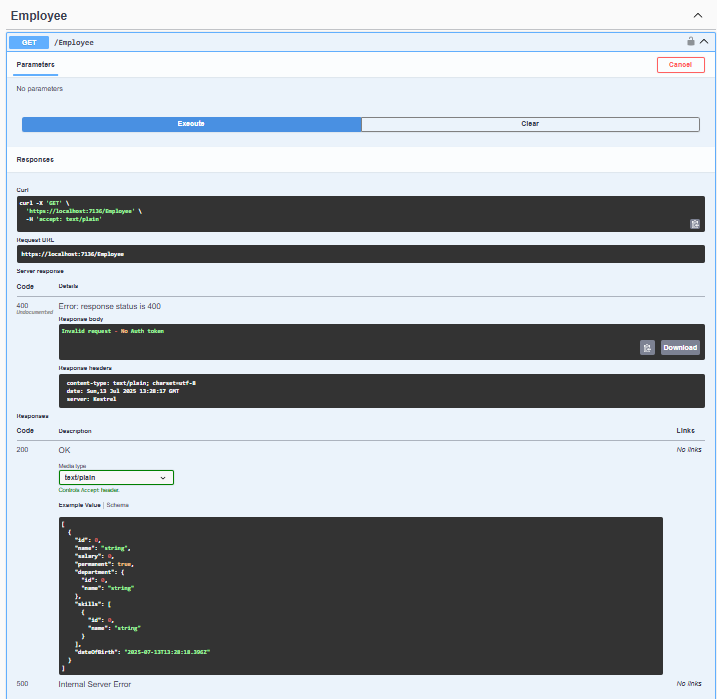 Employee
GET /Employee
Parameters Cancel
No parameters
Execute Clear
Responses
Curl
curl -X 'GET' \
'https://localhost:7136/Employee' \
-H 'accept: text/plain'
Request URL
https://localhost:7136/Employee
Server response
Code Details
400 Error: response status is 400
Undocumented
Response body
Invalid request - No Auth token
Download
Response headers
content-type: text/plain; charset=utf-8
date: Sun,13 Jul 2025 13:28:17 GMT
server: Kestrel
Responses
Code Description Links
200 OK No links
Media type
text/plain
Controls Accept header.
Example Value | Schema
[
{
"id": 0,
"name": "string",
"salary": 0,
"permanent": true,
"department": {
"id": 0,
"name": "string"
},
"skills": [
{
"id": 0,
"name": "string"
}
],
"dateOfBirth": "2025-07-13T13:28:18.396Z"
}
]
500 Internal Server Error No links